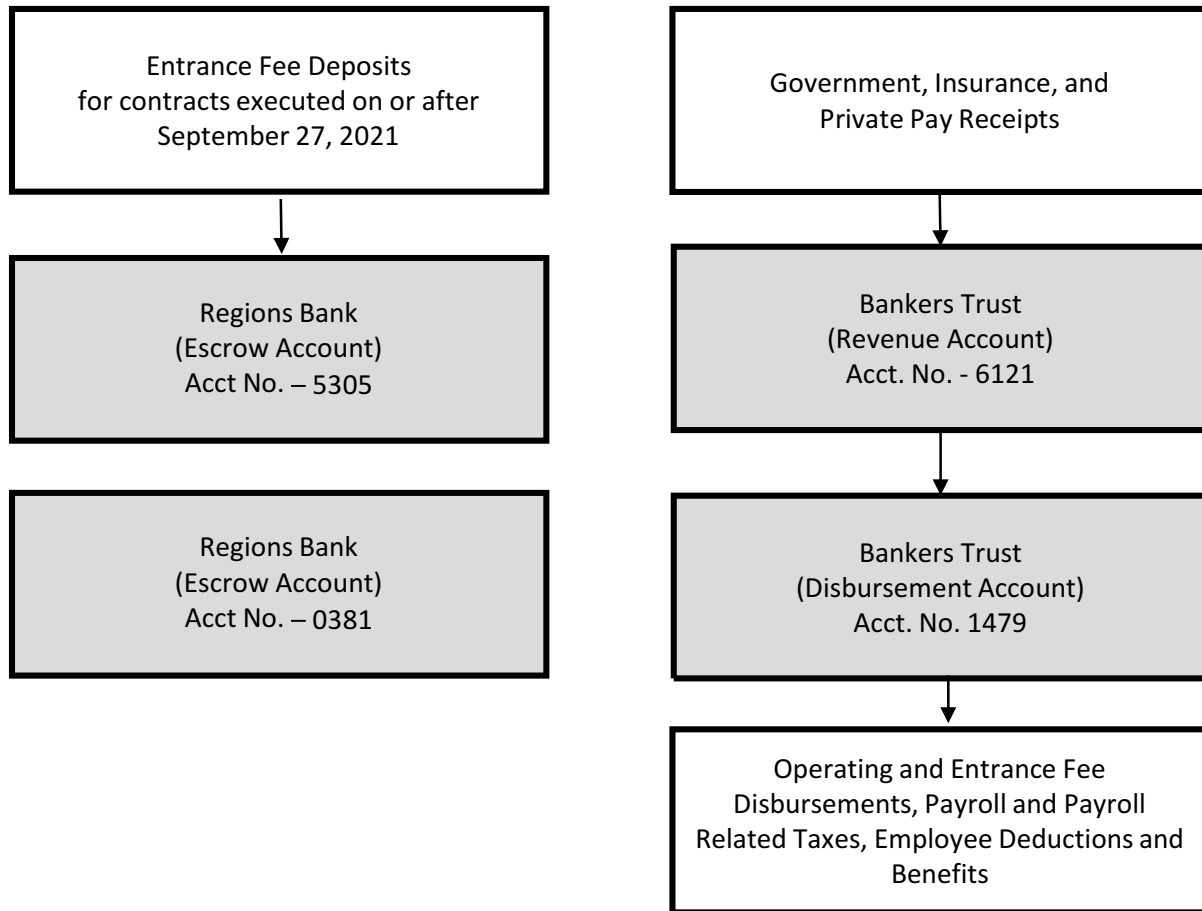 Entrance Fee Deposits
for contracts executed on or after
September 27, 2021
Regions Bank
(Escrow Account)
Acct No. – 5305
Regions Bank
(Escrow Account)
Acct No. – 0381
Government, Insurance, and
Private Pay Receipts
Bankers Trust
(Revenue Account)
Acct. No. - 6121
Bankers Trust
(Disbursement Account)
Acct. No. 1479
Operating and Entrance Fee
Disbursements, Payroll and Payroll
Related Taxes, Employee Deductions and
Benefits